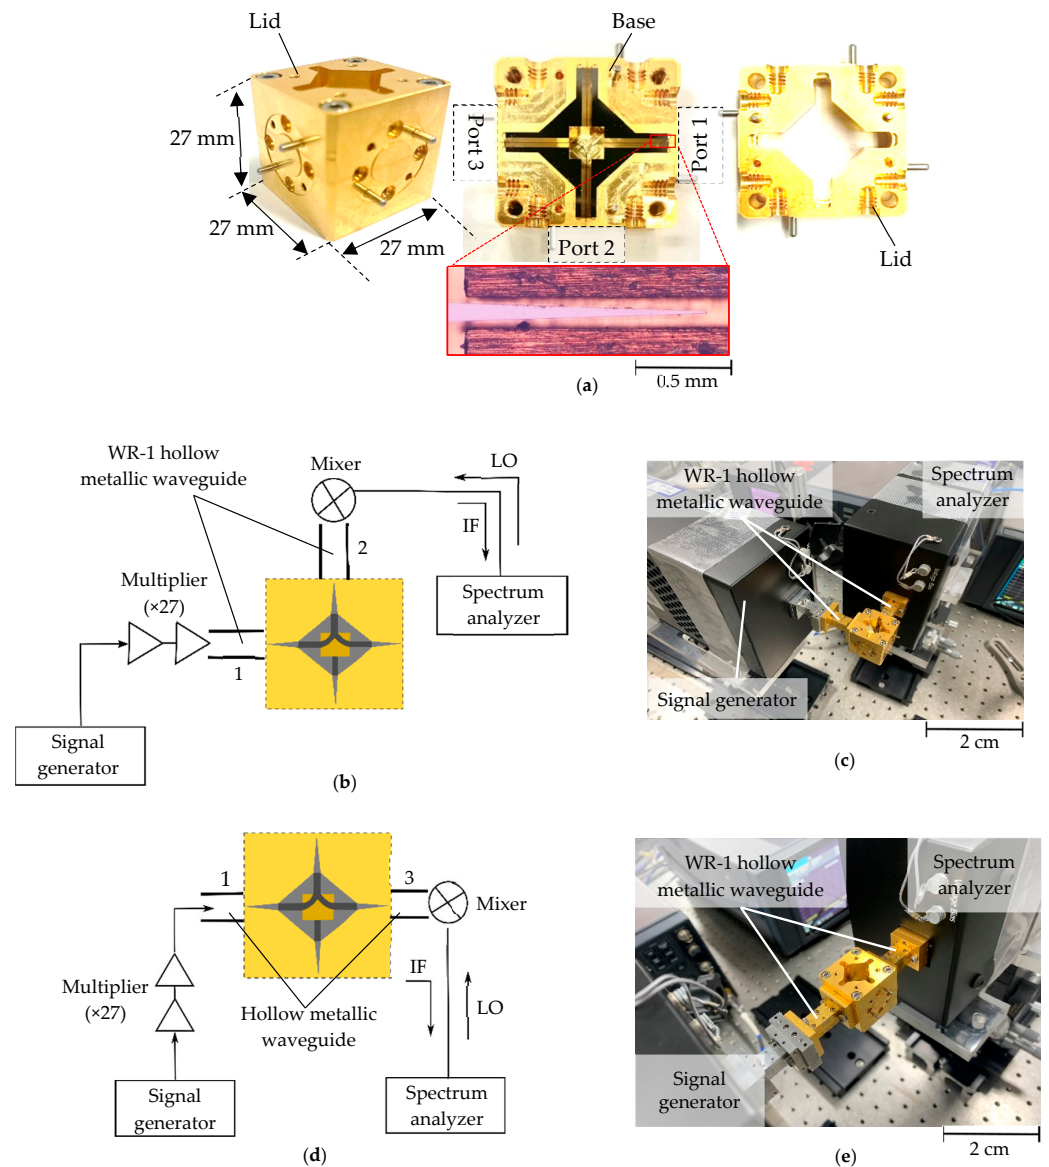 Lid
Base
27 mm
Port 3
Port 1
27 mm
27 mm
Port 2
Lid
0.5 mm
(a)
WR-1 hollow
metallic waveguide
Mixer
LO
IF
2
Multiplier
(×27)
1
Spectrum
analyzer
Signal
generator
(b)
WR-1 hollow
metallic waveguide
Spectrum
analyzer
Signal generator
2 cm
(c)
1
3
Mixer
Multiplier
(×27)
IF
LO
Hollow metallic
waveguide
Signal
generator
Spectrum
analyzer
(d)
WR-1 hollow
metallic waveguide
Spectrum
analyzer
Signal
generator
2 cm
(e)